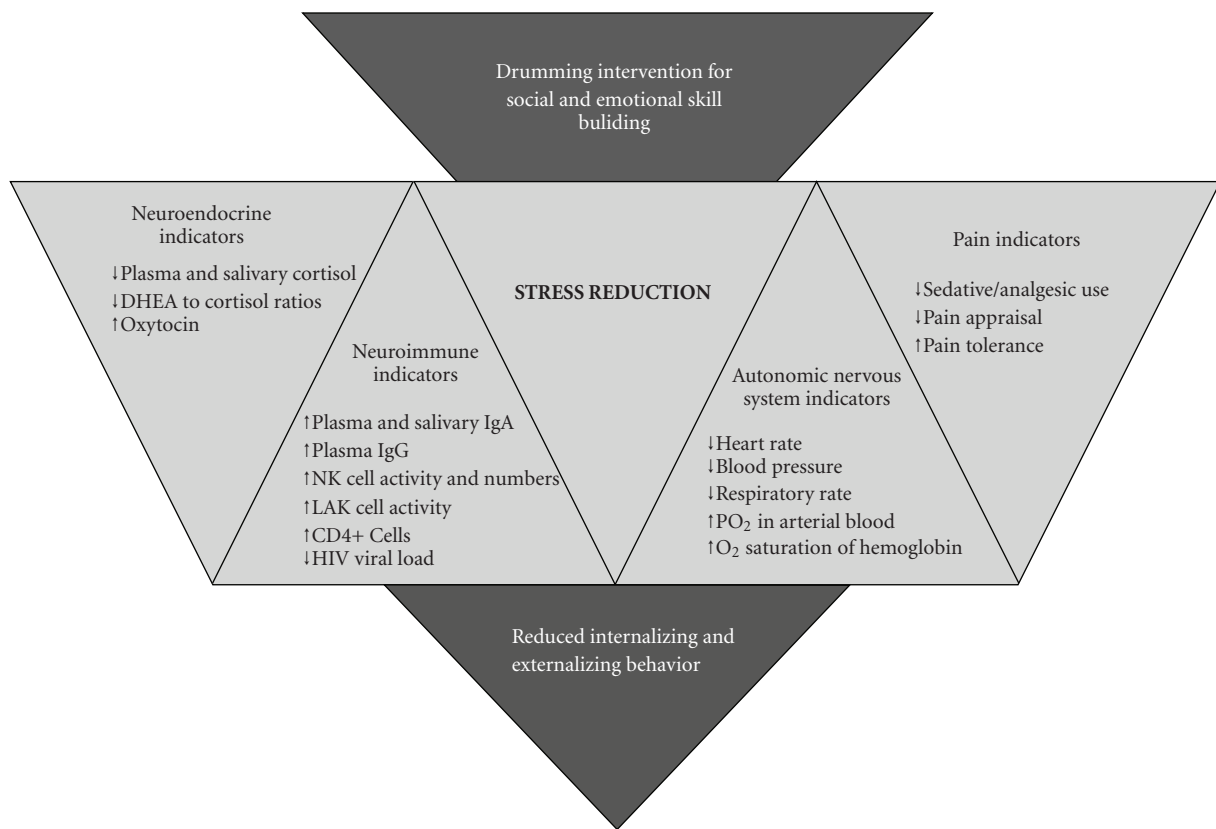 Drumming intervention for
social and emotional skill
buliding
Neuroendocrine
indicators
↓Plasma and salivary cortisol
↓DHEA to cortisol ratios
↑Oxytocin
Neuroimmune
indicators
↑Plasma and salivary IgA
↑Plasma IgG
↑NK cell activity and numbers
↑LAK cell activity
↑CD4+ Cells
↓HIV viral load
STRESS REDUCTION
Autonomic nervous
system indicators
↓Heart rate
↓Blood pressure
↓Respiratory rate
↑PO₂ in arterial blood
↑O₂ saturation of hemoglobin
Pain indicators
↓Sedative/analgesic use
↓Pain appraisal
↑Pain tolerance
Reduced internalizing and
externalizing behavior